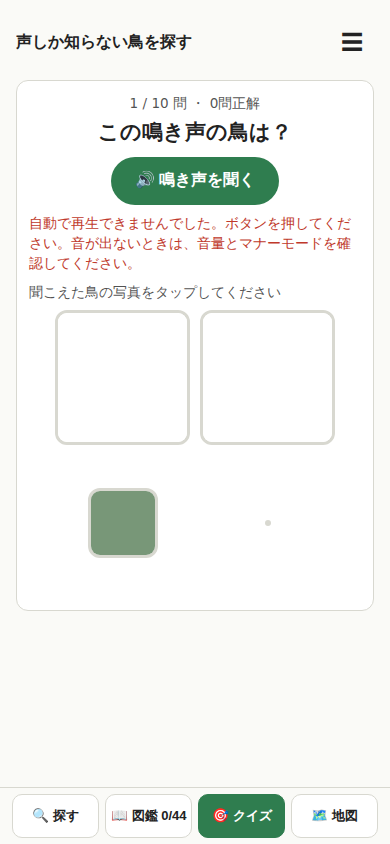 声しか知らない鳥を探す
1 / 10 問 ・ 0問正解
この鳴き声の鳥は？
🔊 鳴き声を聞く
自動で再生できませんでした。ボタンを押してくだ
さい。音が出ないときは、音量とマナーモードを確
認してください。
聞こえた鳥の写真をタップしてください
🔍 探す 📖 図鑑 0/44 🎯 クイズ 🗺️ 地図